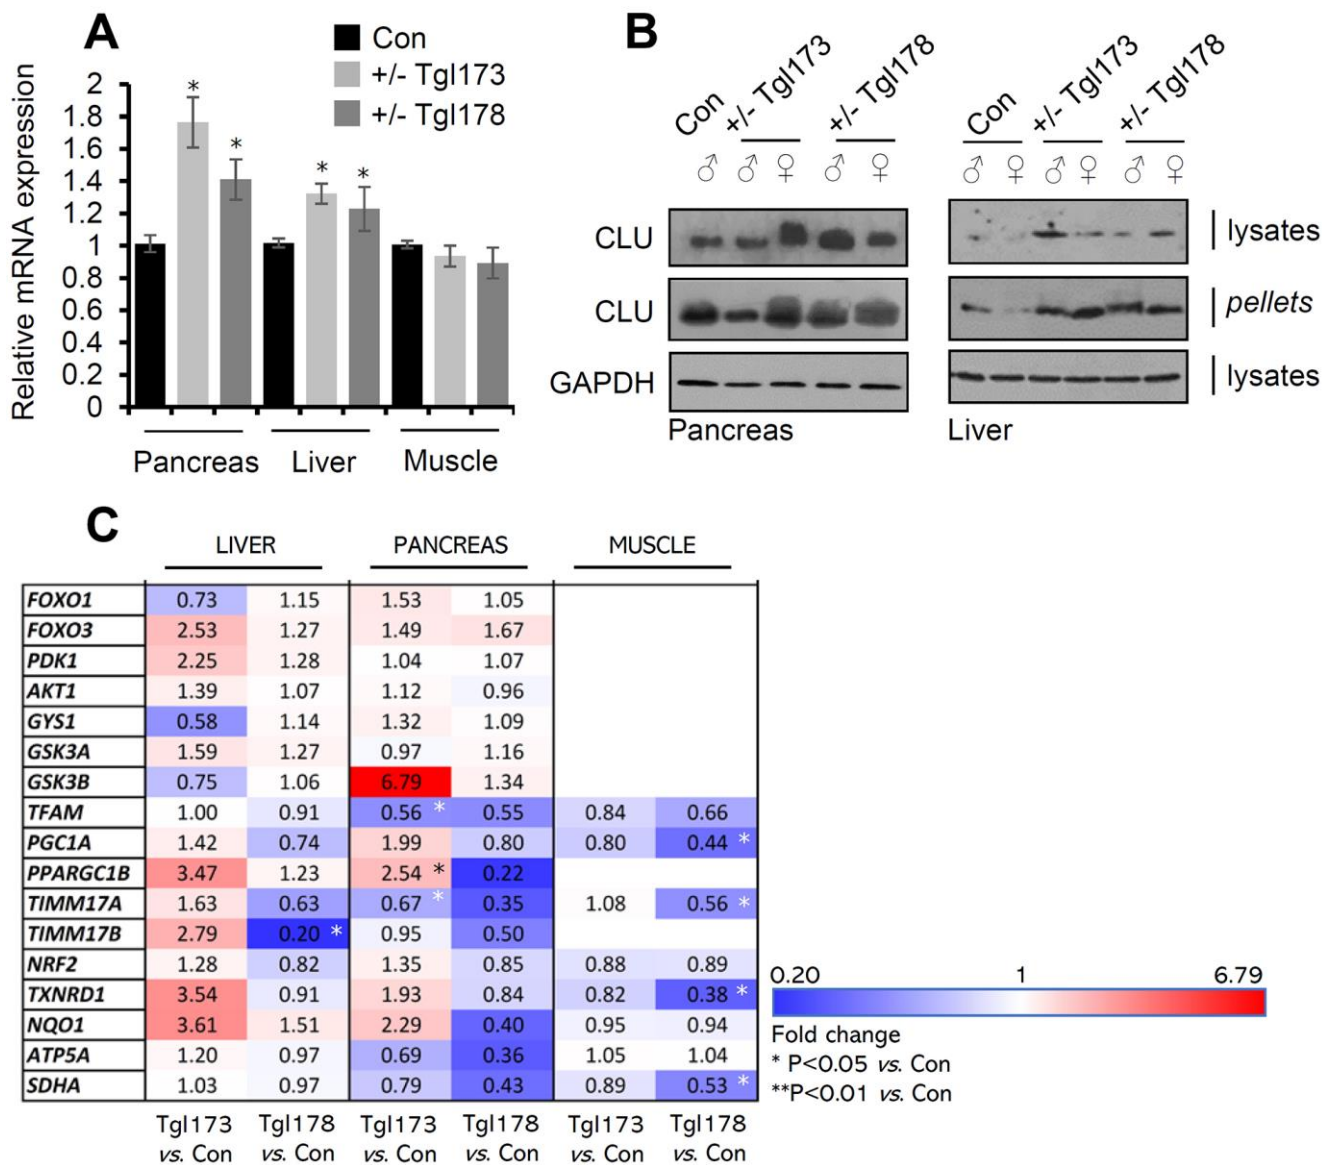 A
Con
+/- Tgl173
+/- Tgl178
Relative mRNA expression
2
1.8
1.6
1.4
1.2
1
0.8
0.6
0.4
0.2
0
*
*
*
*
Pancreas Liver Muscle
B
Con +/- Tgl173 +/- Tgl178
♂ ♂ ♀ ♂ ♀
Con +/- Tgl173 +/- Tgl178
♂ ♀ ♂ ♀ ♂ ♀
CLU lysates
CLU pellets
GAPDH lysates
Pancreas Liver
C
LIVER PANCREAS MUSCLE
FOXO1 0.73 1.15 1.53 1.05
FOXO3 2.53 1.27 1.49 1.67
PDK1 2.25 1.28 1.04 1.07
AKT1 1.39 1.07 1.12 0.96
GYS1 0.58 1.14 1.32 1.09
GSK3A 1.59 1.27 0.97 1.16
GSK3B 0.75 1.06 6.79 1.34
TFAM 1.00 0.91 0.56 * 0.55 0.84 0.66
PGC1A 1.42 0.74 1.99 0.80 0.80 0.44 *
PPARGC1B 3.47 1.23 2.54 * 0.22
TIMM17A 1.63 0.63 0.67 * 0.35 1.08 0.56 *
TIMM17B 2.79 0.20 * 0.95 0.50
NRF2 1.28 0.82 1.35 0.85 0.88 0.89
TXNRD1 3.54 0.91 1.93 0.84 0.82 0.38 *
NQO1 3.61 1.51 2.29 0.40 0.95 0.94
ATP5A 1.20 0.97 0.69 0.36 1.05 1.04
SDHA 1.03 0.97 0.79 0.43 0.89 0.53 *
Tgl173 Tgl178 Tgl173 Tgl178 Tgl173 Tgl178
vs. Con vs. Con vs. Con vs. Con vs. Con vs. Con
0.20 1 6.79
Fold change
* P<0.05 vs. Con
**P<0.01 vs. Con